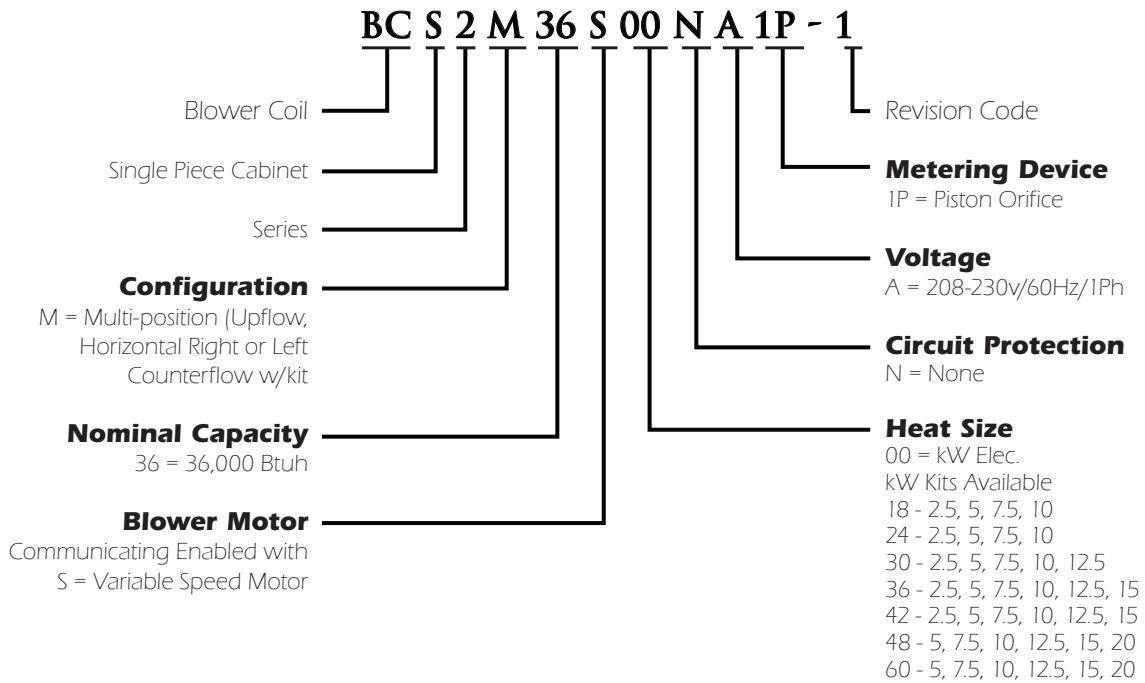 BC S 2 M 36 S 00 N A 1P - 1
Blower Coil
Single Piece Cabinet
Series
Configuration
M = Multi-position (Upflow,
Horizontal Right or Left
Counterflow w/kit
Nominal Capacity
36 = 36,000 Btuh
Blower Motor
Communicating Enabled with
S = Variable Speed Motor
Revision Code
Metering Device
1P = Piston Orifice
Voltage
A = 208-230v/60Hz/1Ph
Circuit Protection
N = None
Heat Size
00 = kW Elec.
kW Kits Available
18 - 2.5, 5, 7.5, 10
24 - 2.5, 5, 7.5, 10
30 - 2.5, 5, 7.5, 10, 12.5
36 - 2.5, 5, 7.5, 10, 12.5, 15
42 - 2.5, 5, 7.5, 10, 12.5, 15
48 - 5, 7.5, 10, 12.5, 15, 20
60 - 5, 7.5, 10, 12.5, 15, 20